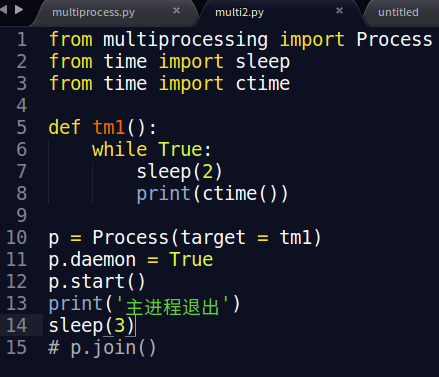 multiprocess.py × multi2.py × untitled
1 from multiprocessing import Process
2 from time import sleep
3 from time import ctime
4
5 def tm1():
6     while True:
7         sleep(2)
8         print(ctime())
9
10 p = Process(target = tm1)
11 p.daemon = True
12 p.start()
13 print('主进程退出')
14 sleep(3)
15 # p.join()